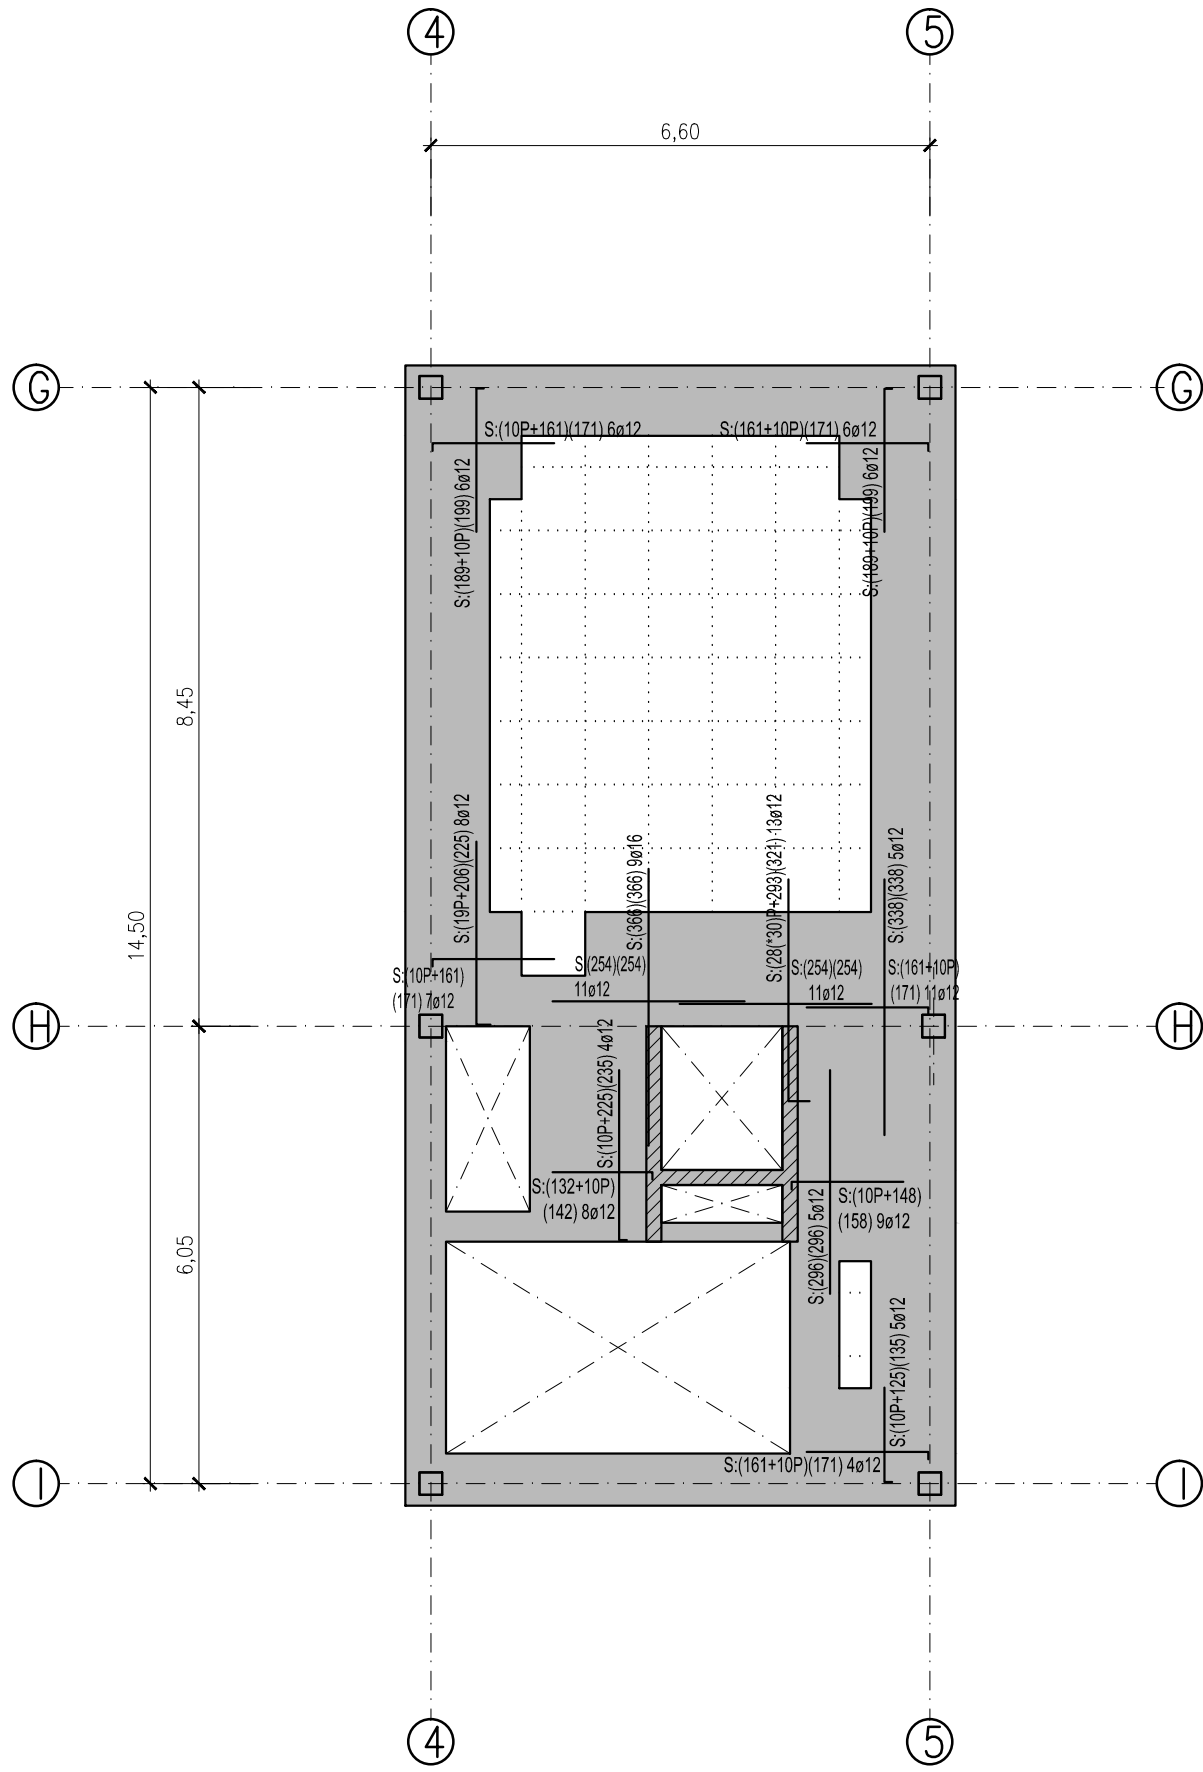 4
5
6,60
G
G
S:(10P+161)(171) 6ø12
S:(161+10P)(171) 6ø12
S:(189+10P)(199) 6ø12
S:(189+10P)(199) 6ø12
8,45
14,50
S:(19P+206)(225) 8ø12
S:(366)(366) 9ø16
S:(28(*30)P+293)(321) 13ø12
S:(338)(338) 5ø12
S:(10P+161)
(171) 7ø12
S:(254)(254)
11ø12
S:(254)(254)
11ø12
S:(161+10P)
(171) 11ø12
H
H
S:(10P+225)(235) 4ø12
S:(132+10P)
(142) 8ø12
S:(10P+148)
(158) 9ø12
S:(296)(296) 5ø12
6,05
S:(10P+125)(135) 5ø12
S:(161+10P)(171) 4ø12
I
I
4
5